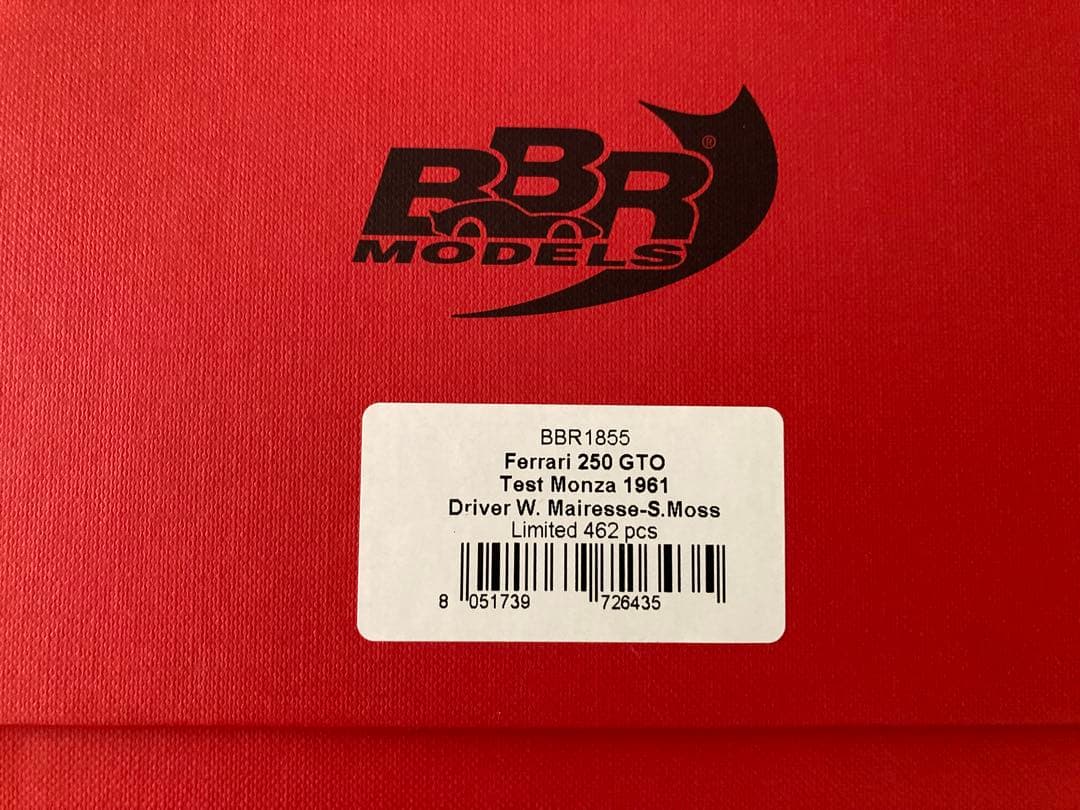 BBR®
MODELS
BBR1855
Ferrari 250 GTO
Test Monza 1961
Driver W. Mairesse-S.Moss
Limited 462 pcs
8 051739 726435